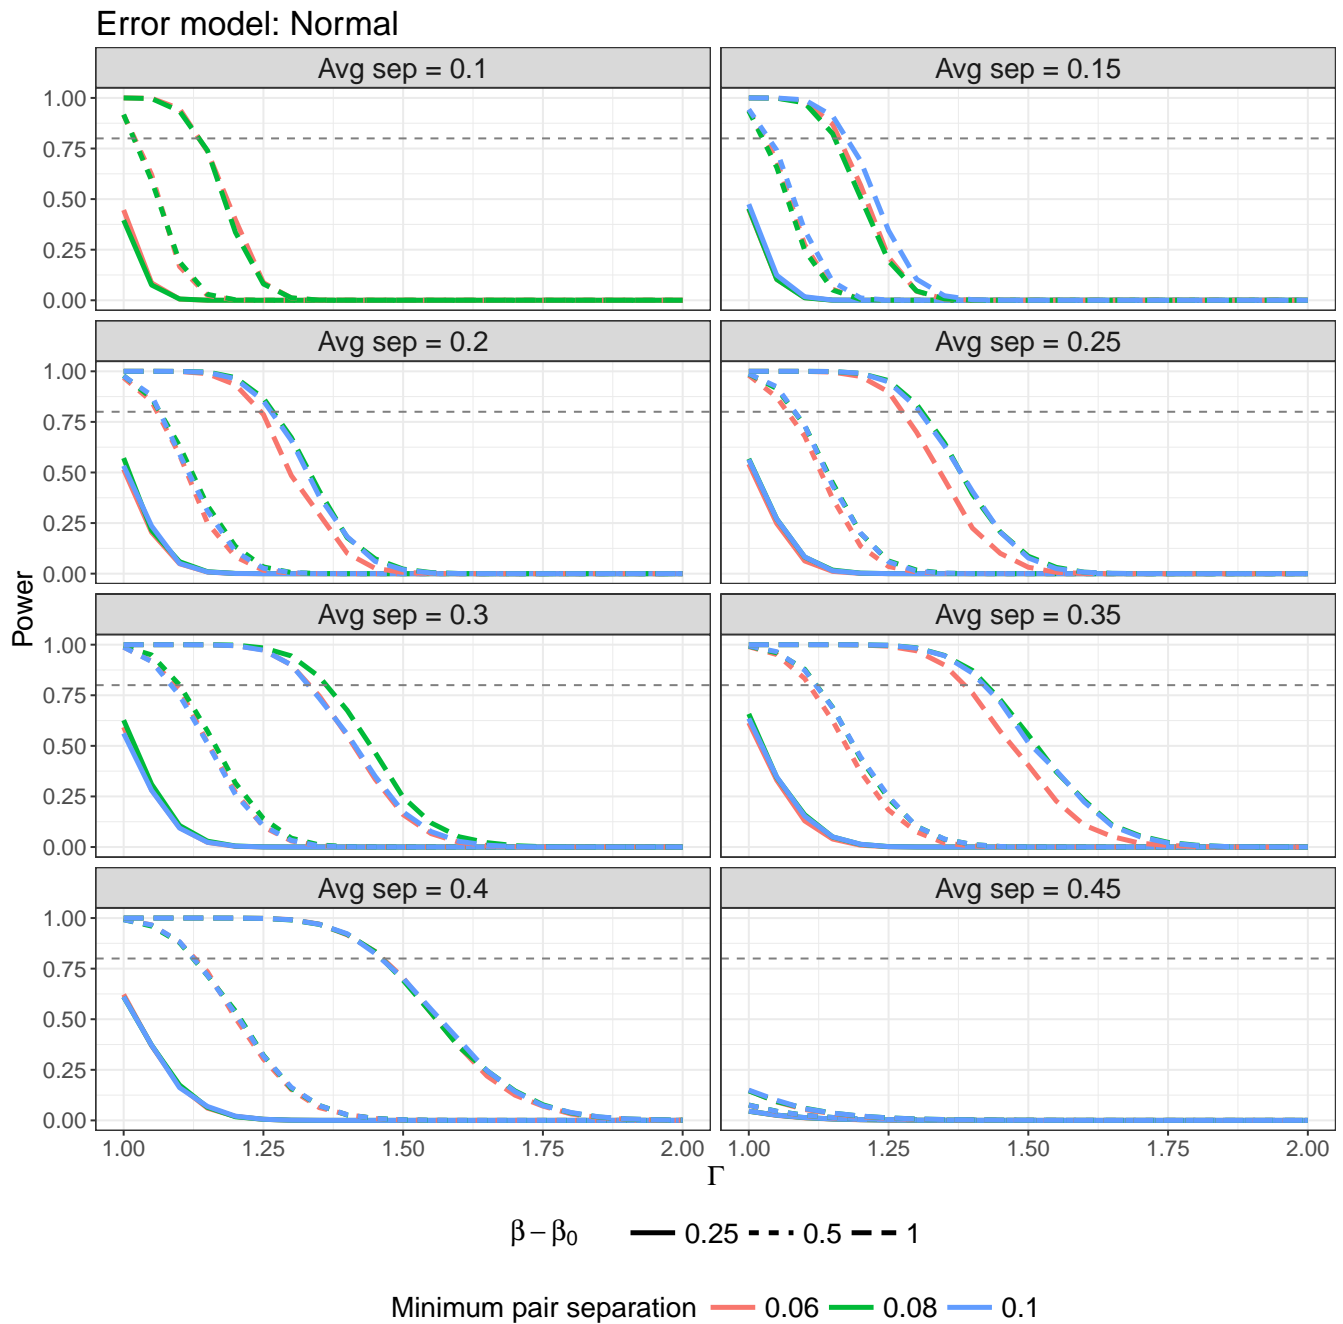 Error model: Normal
Avg sep = 0.1
Avg sep = 0.15
1.00
0.75
0.50
0.25
0.00
Avg sep = 0.2
Avg sep = 0.25
1.00
0.75
0.50
0.25
0.00
Power
Avg sep = 0.3
Avg sep = 0.35
1.00
0.75
0.50
0.25
0.00
Avg sep = 0.4
Avg sep = 0.45
1.00
0.75
0.50
0.25
0.00
1.00 1.25 1.50 1.75 2.00 1.00 1.25 1.50 1.75 2.00
Γ
β − β₀ 0.25 0.5 1
Minimum pair separation 0.06 0.08 0.1